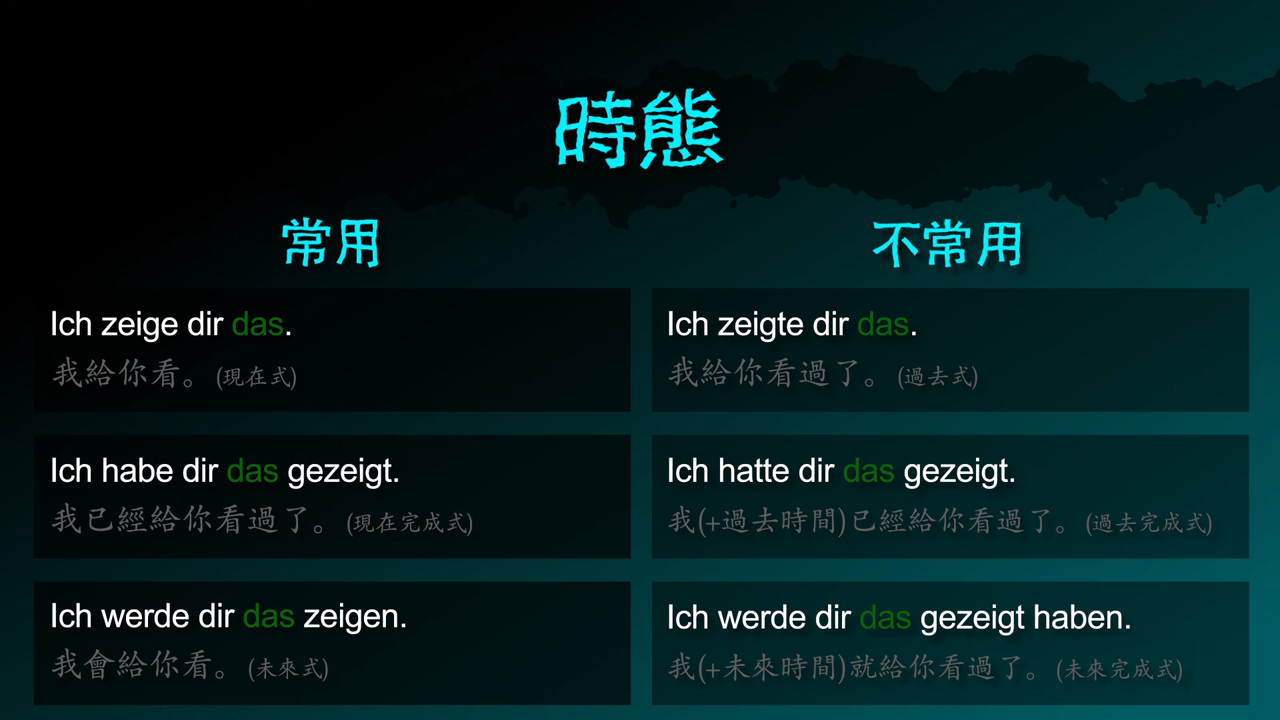 時態
常用
Ich zeige dir das.
我給你看。(現在式)
Ich habe dir das gezeigt.
我已經給你看過了。(現在完成式)
Ich werde dir das zeigen.
我會給你看。(未來式)
不常用
Ich zeigte dir das.
我給你看過了。(過去式)
Ich hatte dir das gezeigt.
我(+過去時間)已經給你看過了。(過去完成式)
Ich werde dir das gezeigt haben.
我(+未來時間)就給你看過了。(未來完成式)